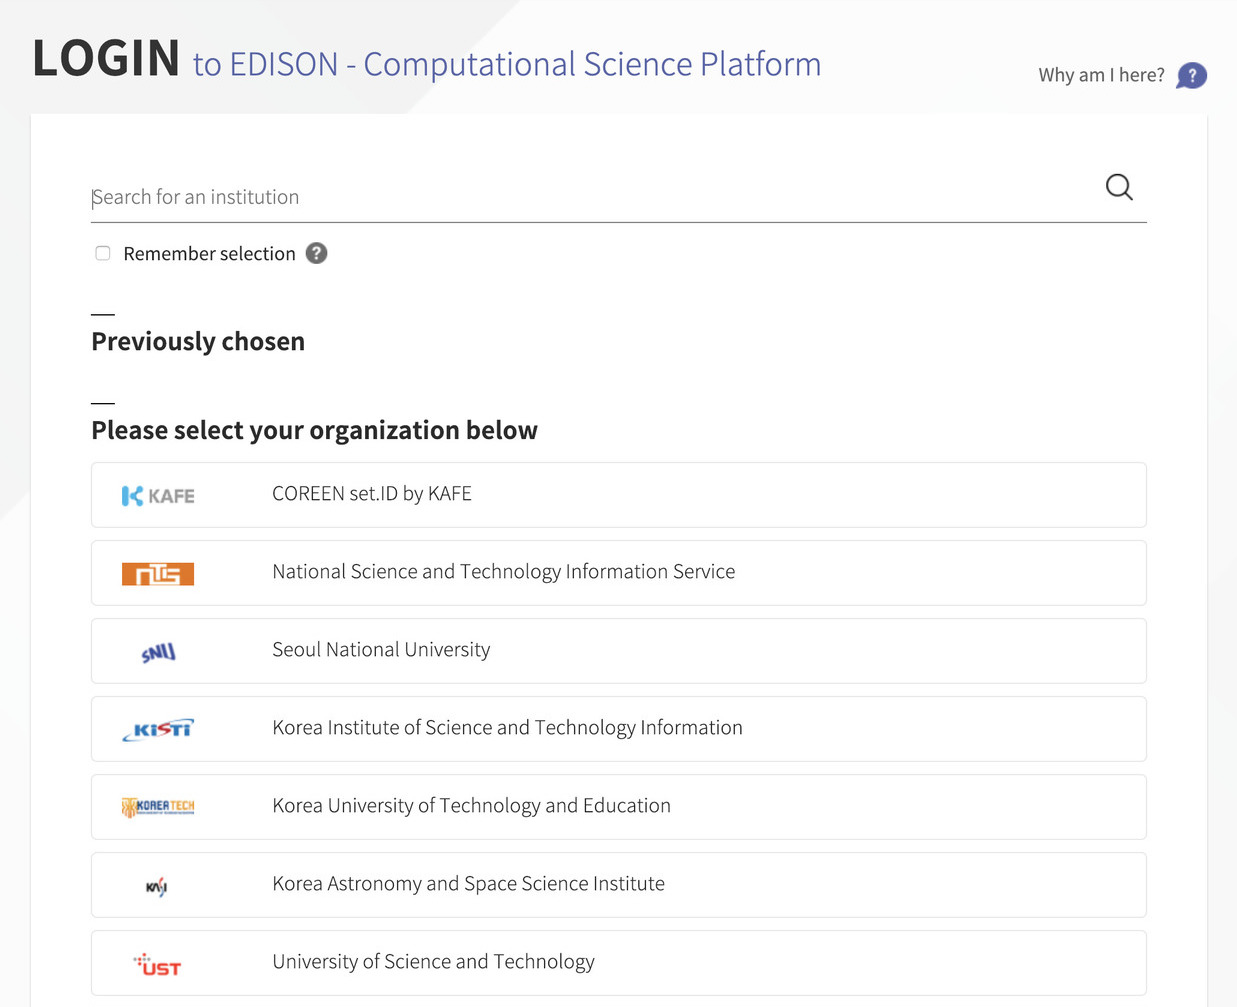 LOGIN to EDISON - Computational Science Platform
Why am I here? ?
Search for an institution
Remember selection ?
Previously chosen
Please select your organization below
KAFE COREEN set.ID by KAFE
NTIS National Science and Technology Information Service
SNU Seoul National University
KiSTi Korea Institute of Science and Technology Information
KOREATECH Korea University of Technology and Education
KASI Korea Astronomy and Space Science Institute
UST University of Science and Technology